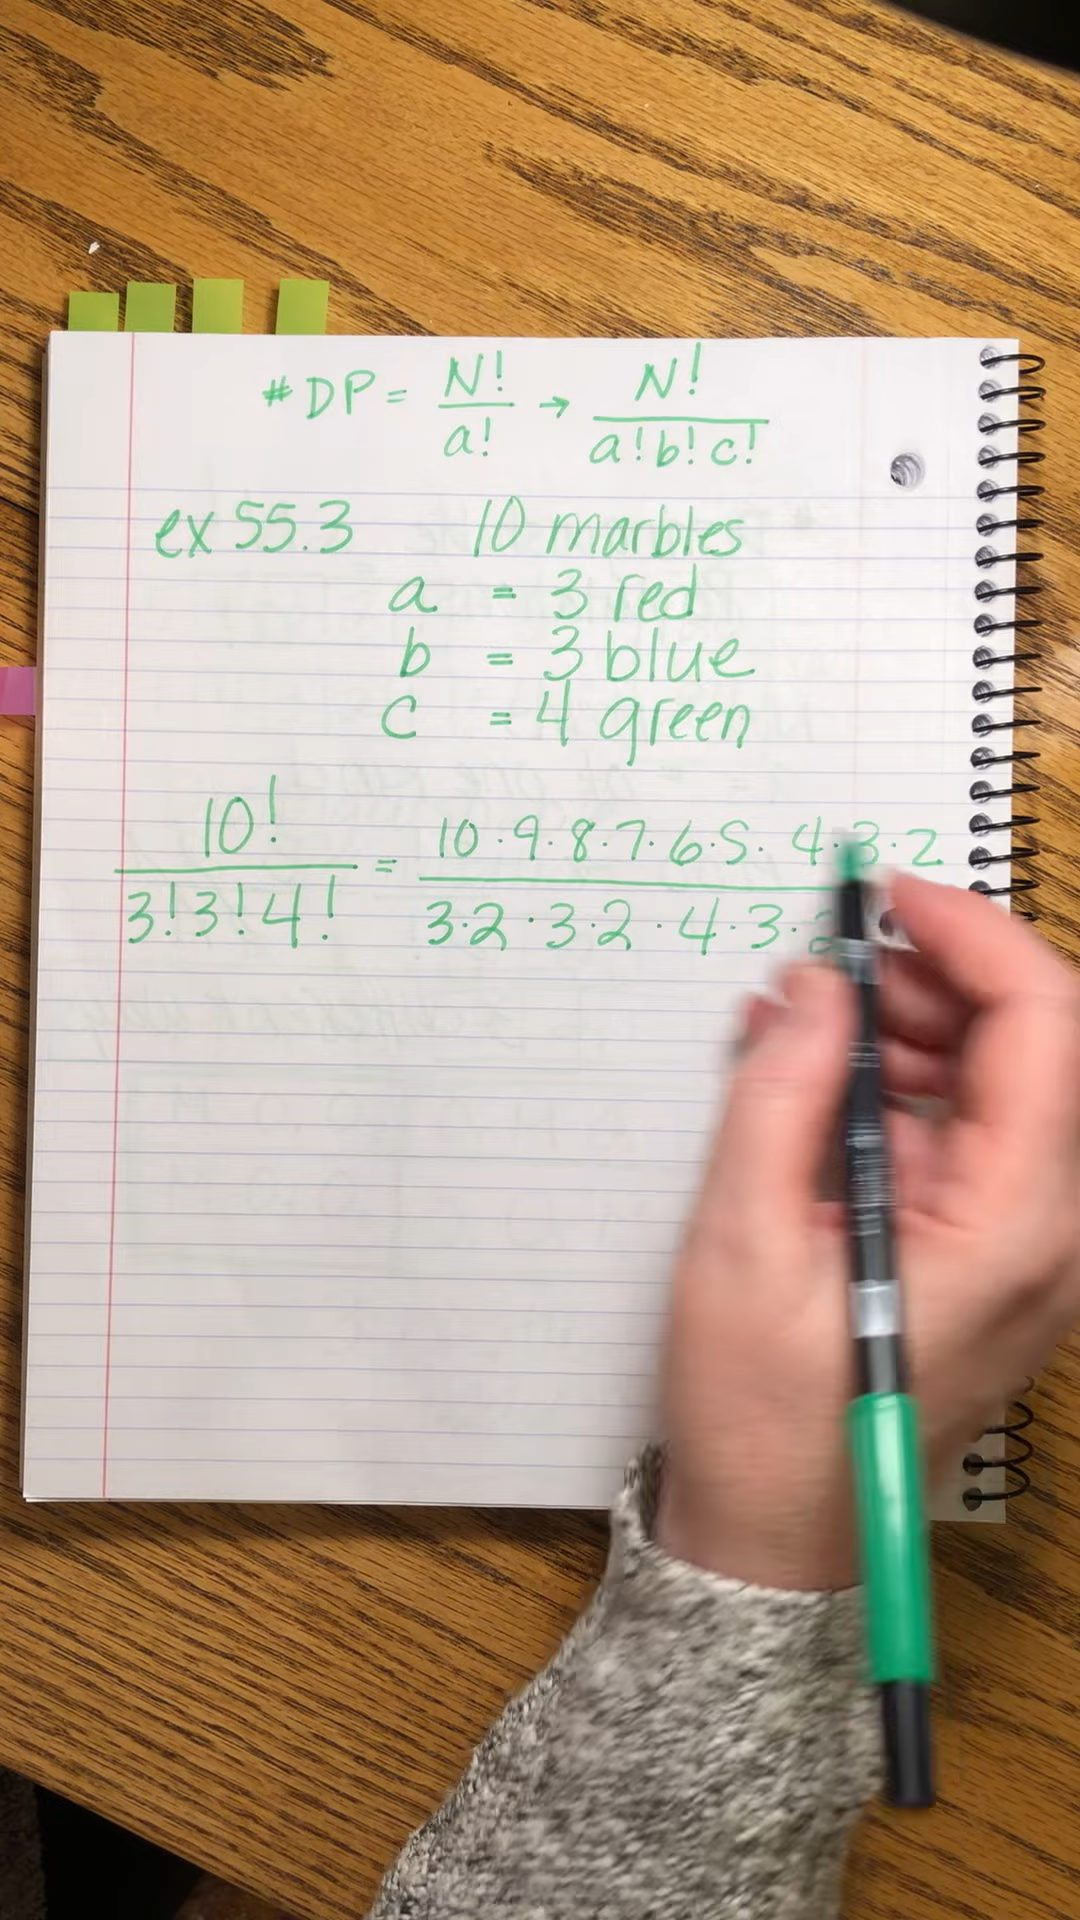 # DP = N!/a! → N!/a!b!c!
ex 55.3 10 marbles
a = 3 red
b = 3 blue
c = 4 green
10!/3!3!4! = 10·9·8·7·6·5·4·3·2/3·2·3·2·4·3·2